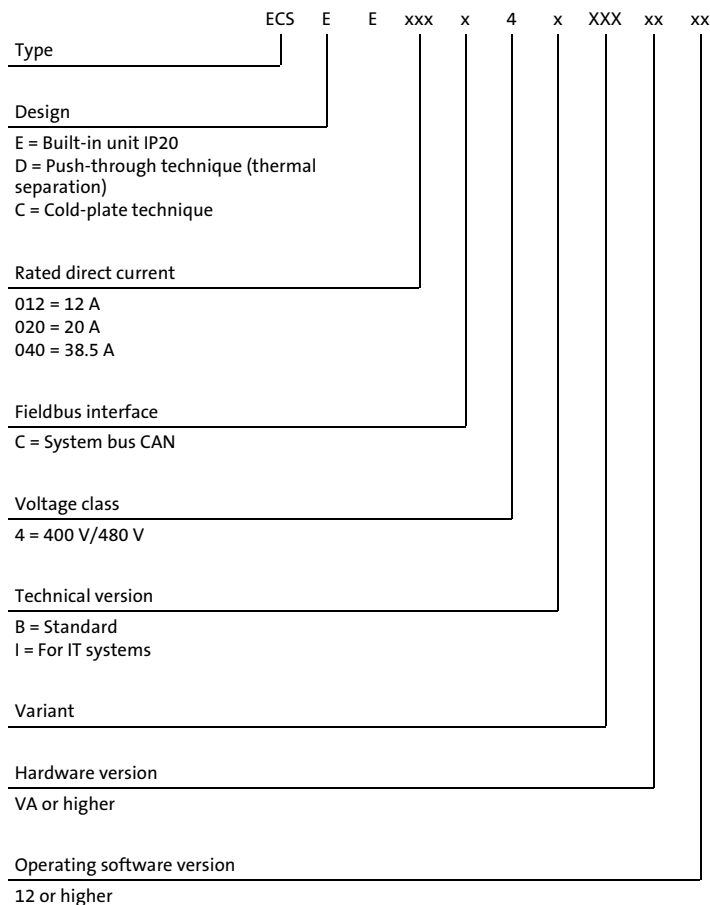 ECS E E xxx x 4 x XXX xx xx
Type
Design
E = Built-in unit IP20
D = Push-through technique (thermal
separation)
C = Cold-plate technique
Rated direct current
012 = 12 A
020 = 20 A
040 = 38.5 A
Fieldbus interface
C = System bus CAN
Voltage class
4 = 400 V/480 V
Technical version
B = Standard
I = For IT systems
Variant
Hardware version
VA or higher
Operating software version
12 or higher